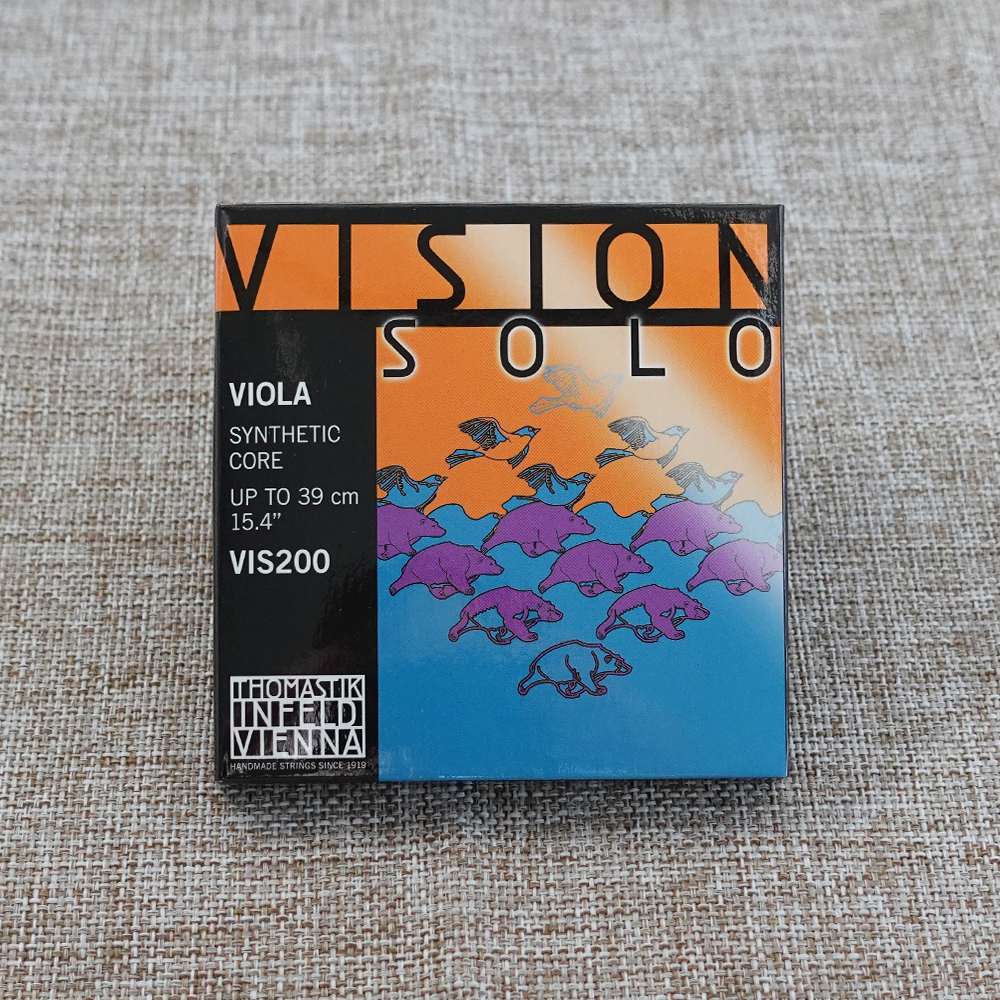 VISION
SOLO
VIOLA
SYNTHETIC
CORE
UP TO 39 cm
15.4”
VIS200
THOMASTIK
INFELD
VIENNA
HANDMADE STRINGS SINCE 1919